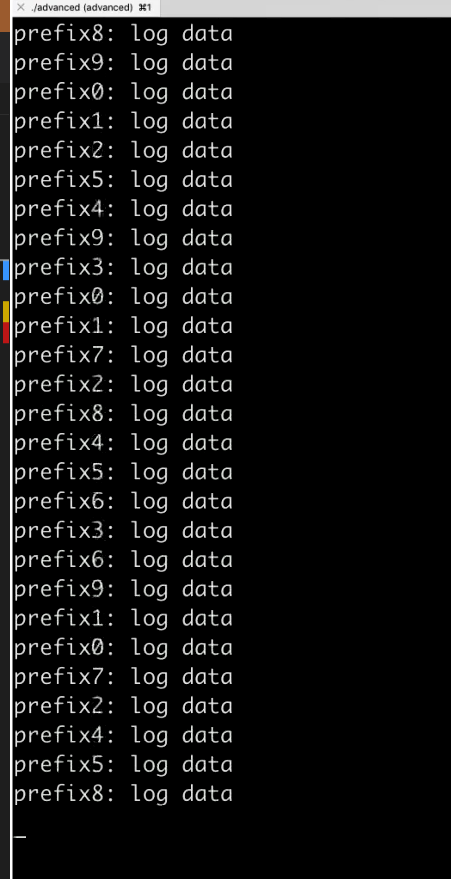 ./advanced (advanced) ⌘1
prefix8: log data
prefix9: log data
prefix0: log data
prefix1: log data
prefix2: log data
prefix5: log data
prefix4: log data
prefix9: log data
prefix3: log data
prefix0: log data
prefix1: log data
prefix7: log data
prefix2: log data
prefix8: log data
prefix4: log data
prefix5: log data
prefix6: log data
prefix3: log data
prefix6: log data
prefix9: log data
prefix1: log data
prefix0: log data
prefix7: log data
prefix2: log data
prefix4: log data
prefix5: log data
prefix8: log data